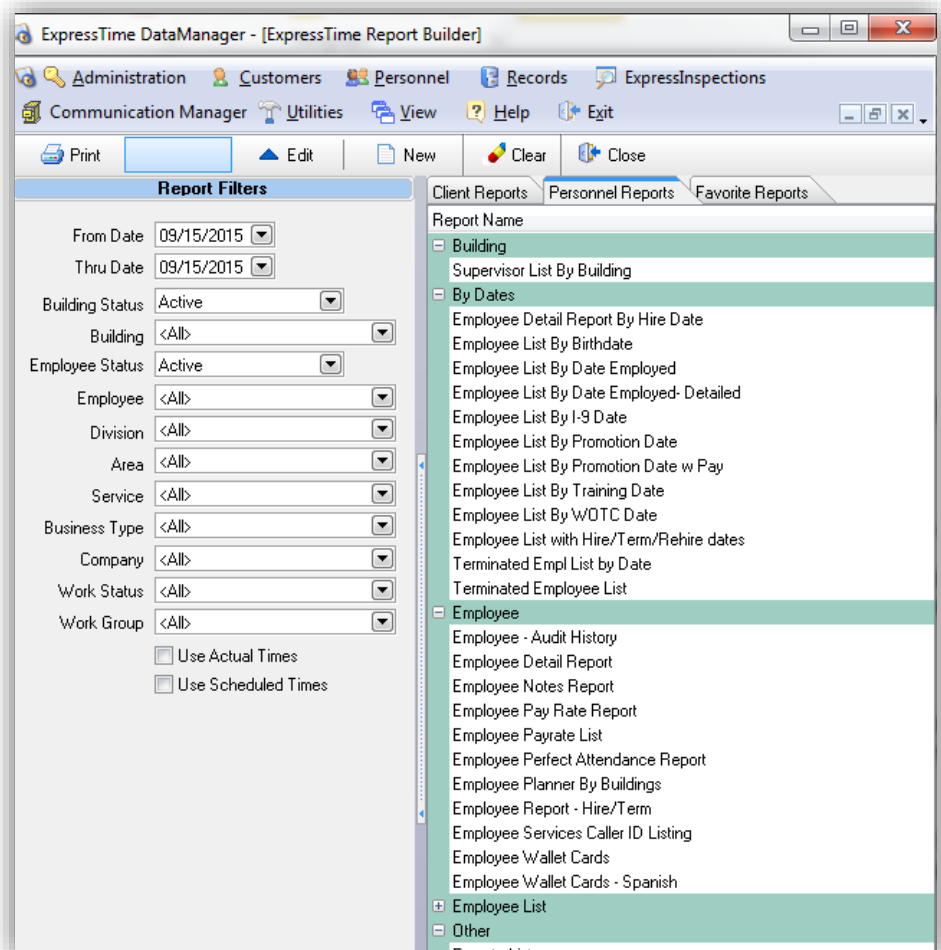 ExpressTime DataManager - [ExpressTime Report Builder]
Administration Customers Personnel Records ExpressInspections
Communication Manager Utilities View Help Exit
Print Edit New Clear Close
Report Filters
From Date 09/15/2015
Thru Date 09/15/2015
Building Status Active
Building <All>
Employee Status Active
Employee <All>
Division <All>
Area <All>
Service <All>
Business Type <All>
Company <All>
Work Status <All>
Work Group <All>
Use Actual Times
Use Scheduled Times
Client Reports Personnel Reports Favorite Reports
Report Name
Building
Supervisor List By Building
By Dates
Employee Detail Report By Hire Date
Employee List By Birthdate
Employee List By Date Employed
Employee List By Date Employed- Detailed
Employee List By I-9 Date
Employee List By Promotion Date
Employee List By Promotion Date w Pay
Employee List By Training Date
Employee List By WOTC Date
Employee List with Hire/Term/Rehire dates
Terminated Empl List by Date
Terminated Employee List
Employee
Employee - Audit History
Employee Detail Report
Employee Notes Report
Employee Pay Rate Report
Employee Payrate List
Employee Perfect Attendance Report
Employee Planner By Buildings
Employee Report - Hire/Term
Employee Services Caller ID Listing
Employee Wallet Cards
Employee Wallet Cards - Spanish
Employee List
Other